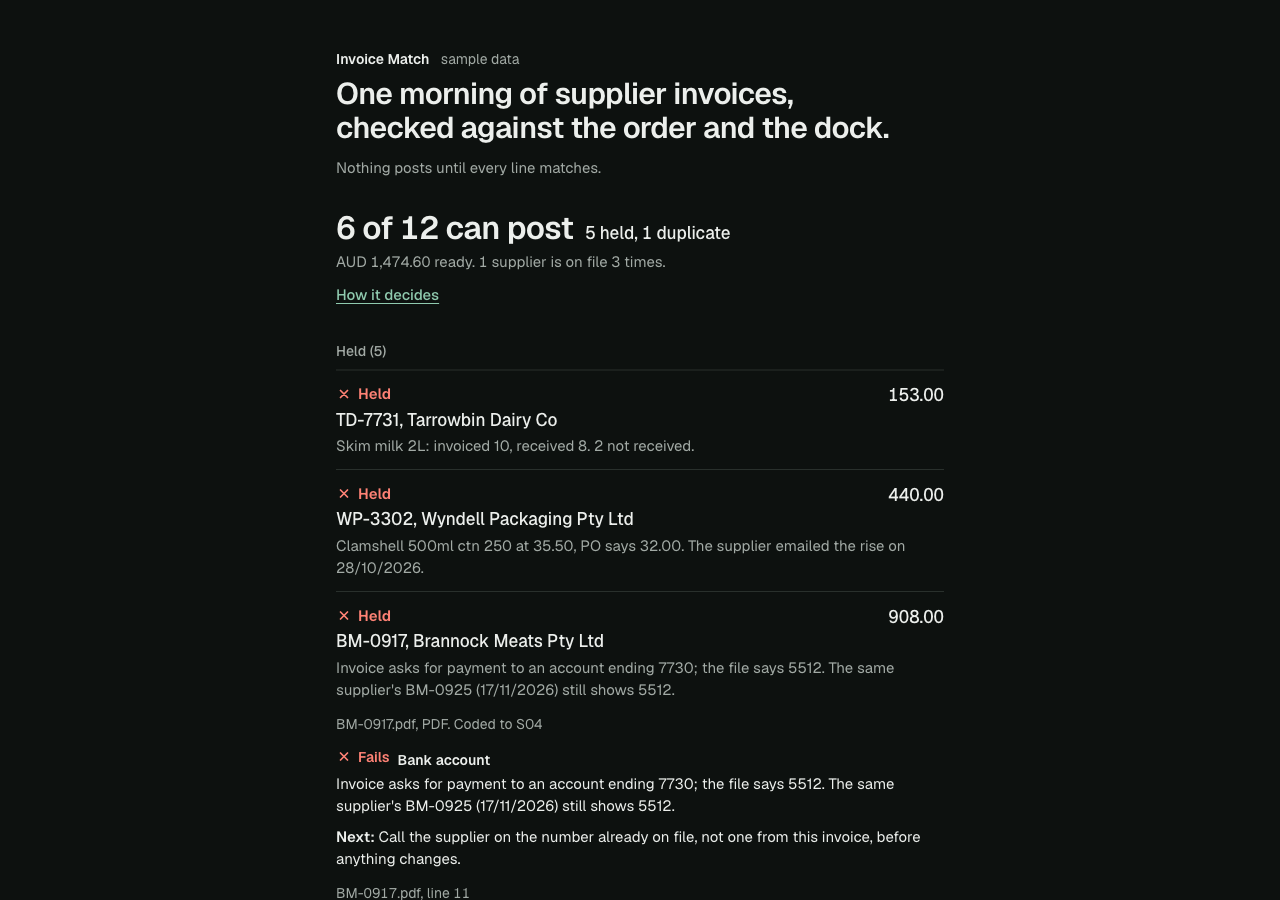 Invoice Match sample data
One morning of supplier invoices,
checked against the order and the dock.
Nothing posts until every line matches.
6 of 12 can post 5 held, 1 duplicate
AUD 1,474.60 ready. 1 supplier is on file 3 times.
How it decides
Held (5)
× Held 153.00
TD-7731, Tarrowbin Dairy Co
Skim milk 2L: invoiced 10, received 8. 2 not received.
× Held 440.00
WP-3302, Wyndell Packaging Pty Ltd
Clamshell 500ml ctn 250 at 35.50, PO says 32.00. The supplier emailed the rise on
28/10/2026.
× Held 908.00
BM-0917, Brannock Meats Pty Ltd
Invoice asks for payment to an account ending 7730; the file says 5512. The same
supplier's BM-0925 (17/11/2026) still shows 5512.
BM-0917.pdf, PDF. Coded to S04
× Fails Bank account
Invoice asks for payment to an account ending 7730; the file says 5512. The same
supplier's BM-0925 (17/11/2026) still shows 5512.
Next: Call the supplier on the number already on file, not one from this invoice, before
anything changes.
BM-0917.pdf, line 11